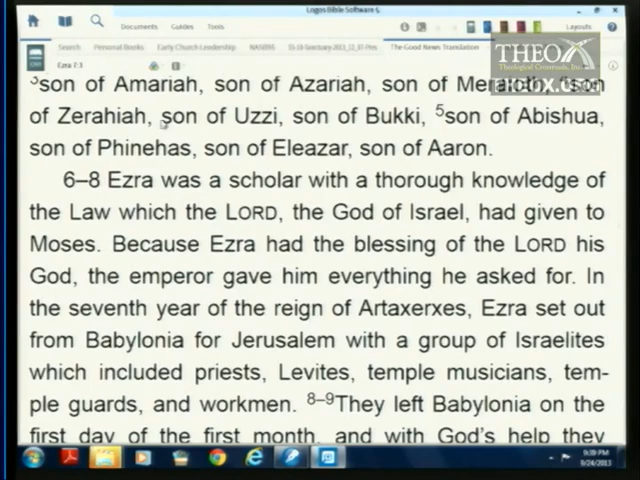 Logos Bible Software 5
Documents Guides Tools Layouts
Search Personal Books Early Church-Leadership NASB95 The Good News Translation
Ezra 7:3
THEOX
³son of Amariah, son of Azariah, son of
of Zerahiah, son of Uzzi, son of Bukki, ⁵son of Abishua,
son of Phinehas, son of Eleazar, son of Aaron.
6–8 Ezra was a scholar with a thorough knowledge of
the Law which the LORD, the God of Israel, had given to
Moses. Because Ezra had the blessing of the LORD his
God, the emperor gave him everything he asked for. In
the seventh year of the reign of Artaxerxes, Ezra set out
from Babylonia for Jerusalem with a group of Israelites
which included priests, Levites, temple musicians, tem-
ple guards, and workmen. ⁸⁻⁹They left Babylonia on the
first day of the first month, and with God's help they
9:39 PM
9/24/2013